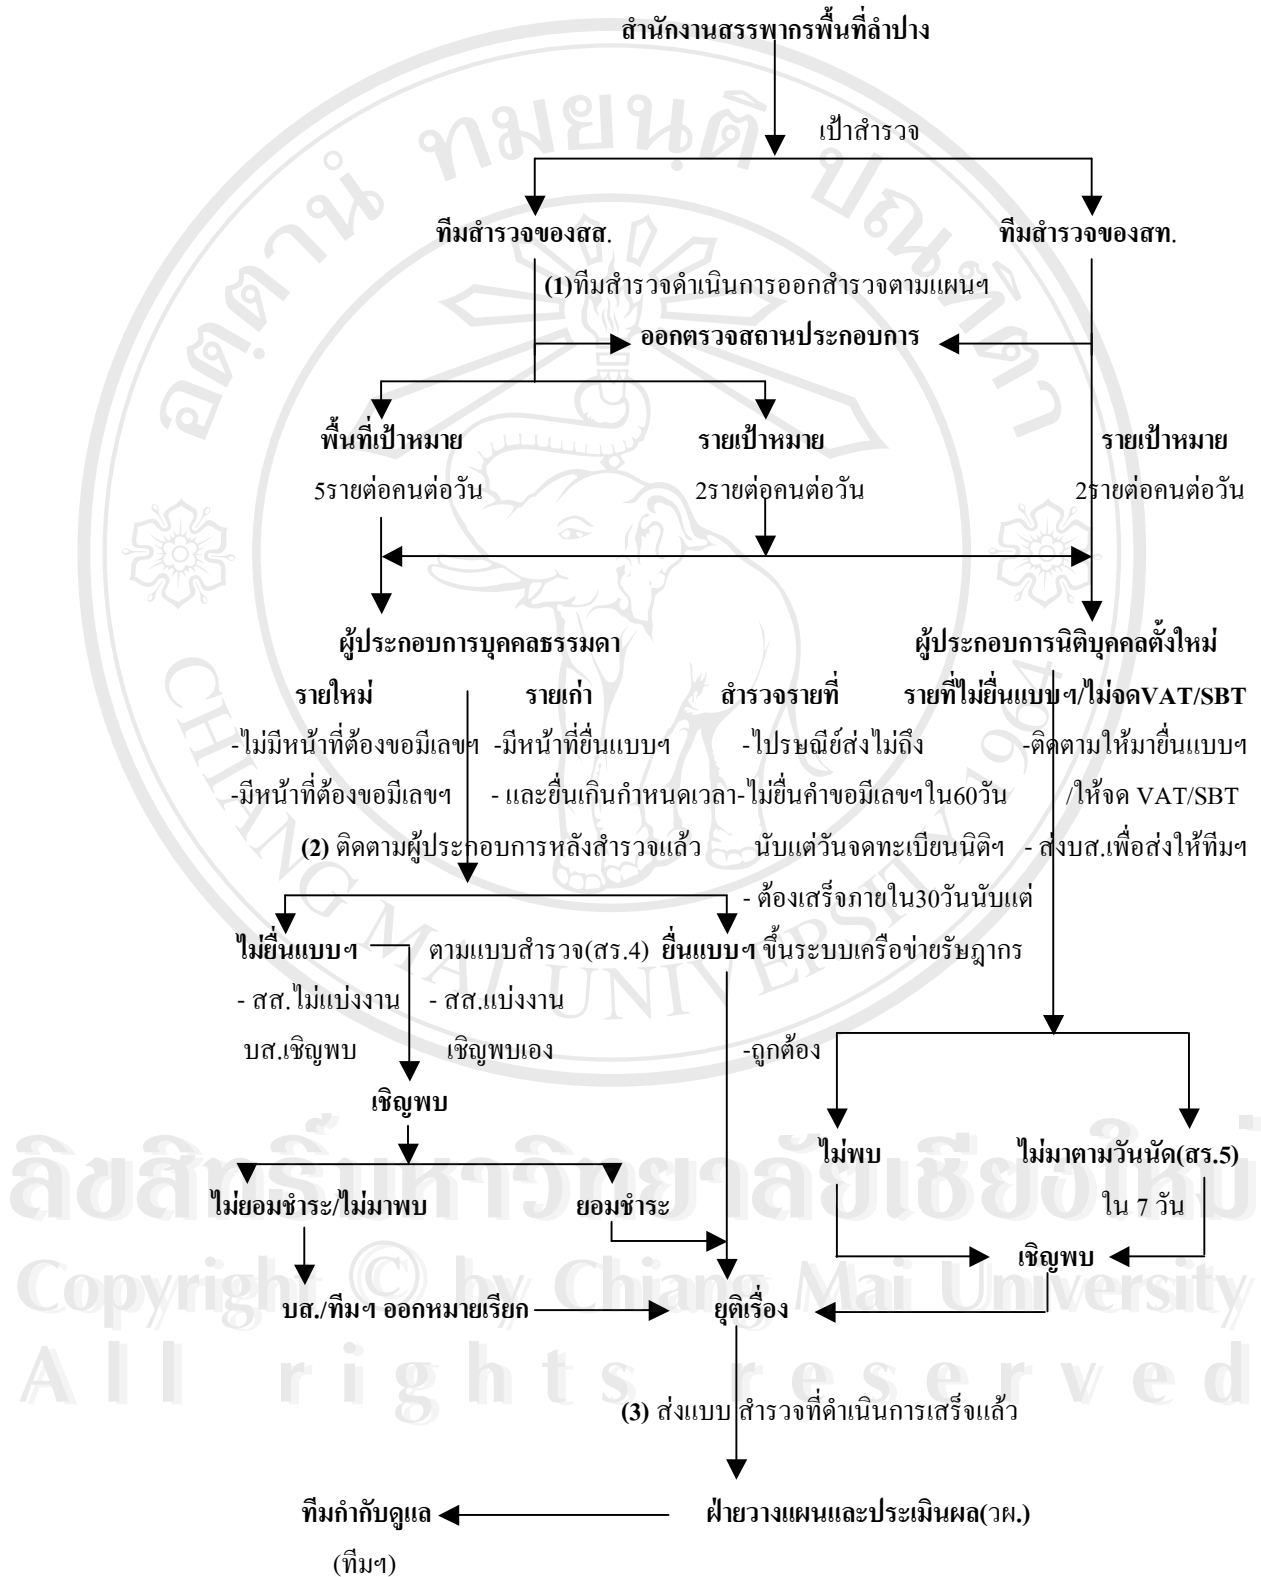 สำนักงานสรรพากรพื้นที่ลำปาง
เป้าสำรวจ
ทีมสำรวจของสส. ทีมสำรวจของสท.
(1)ทีมสำรวจดำเนินการออกสำรวจตามแผนฯ
ออกตรวจสถานประกอบการ
พื้นที่เป้าหมาย รายเป้าหมาย รายเป้าหมาย
5รายต่อคนต่อวัน 2รายต่อคนต่อวัน 2รายต่อคนต่อวัน
ผู้ประกอบการบุคคลธรรมดา ผู้ประกอบการนิติบุคคลตั้งใหม่
รายใหม่ รายเก่า สำรวจรายที่ รายที่ไม่ยื่นแบบฯ/ไม่จดVAT/SBT
-ไม่มีหน้าที่ต้องขอมีเลขฯ -มีหน้าที่ยื่นแบบฯ -ไปรษณีย์ส่งไม่ถึง -ติดตามให้มายื่นแบบฯ
-มีหน้าที่ต้องขอมีเลขฯ - และยื่นเกินกำหนดเวลา -ไม่ยื่นคำขอมีเลขฯใน60วัน /ให้จด VAT/SBT
(2) ติดตามผู้ประกอบการหลังสำรวจแล้ว นับแต่วันจดทะเบียนนิติฯ - ส่งบส.เพื่อส่งให้ทีมฯ
- ต้องเสร็จภายใน30วันนับแต่
ไม่ยื่นแบบฯ ตามแบบสำรวจ(สร.4) ยื่นแบบฯ ขึ้นระบบเครือข่ายรัษฎากร
- สส.ไม่แบ่งงาน - สส.แบ่งงาน
บส.เชิญพบ เชิญพบเอง -ถูกต้อง
เชิญพบ
ไม่พบ ไม่มาตามวันนัด(สร.5)
ไม่ยอมชำระ/ไม่มาพบ ยอมชำระ ใน 7 วัน
เชิญพบ
บส./ทีมฯ ออกหมายเรียก ยุติเรื่อง
(3) ส่งแบบ สำรวจที่ดำเนินการเสร็จแล้ว
ทีมกำกับดูแล ฝ่ายวางแผนและประเมินผล(วผ.)
(ทีมฯ)
อตฺตานํ ทมยนฺติ ปณฺฑิตา
CHIANG MAI UNIVERSITY 1964
ลิขสิทธิ์มหาวิทยาลัยเชียงใหม่
Copyright © by Chiang Mai University
All rights reserved